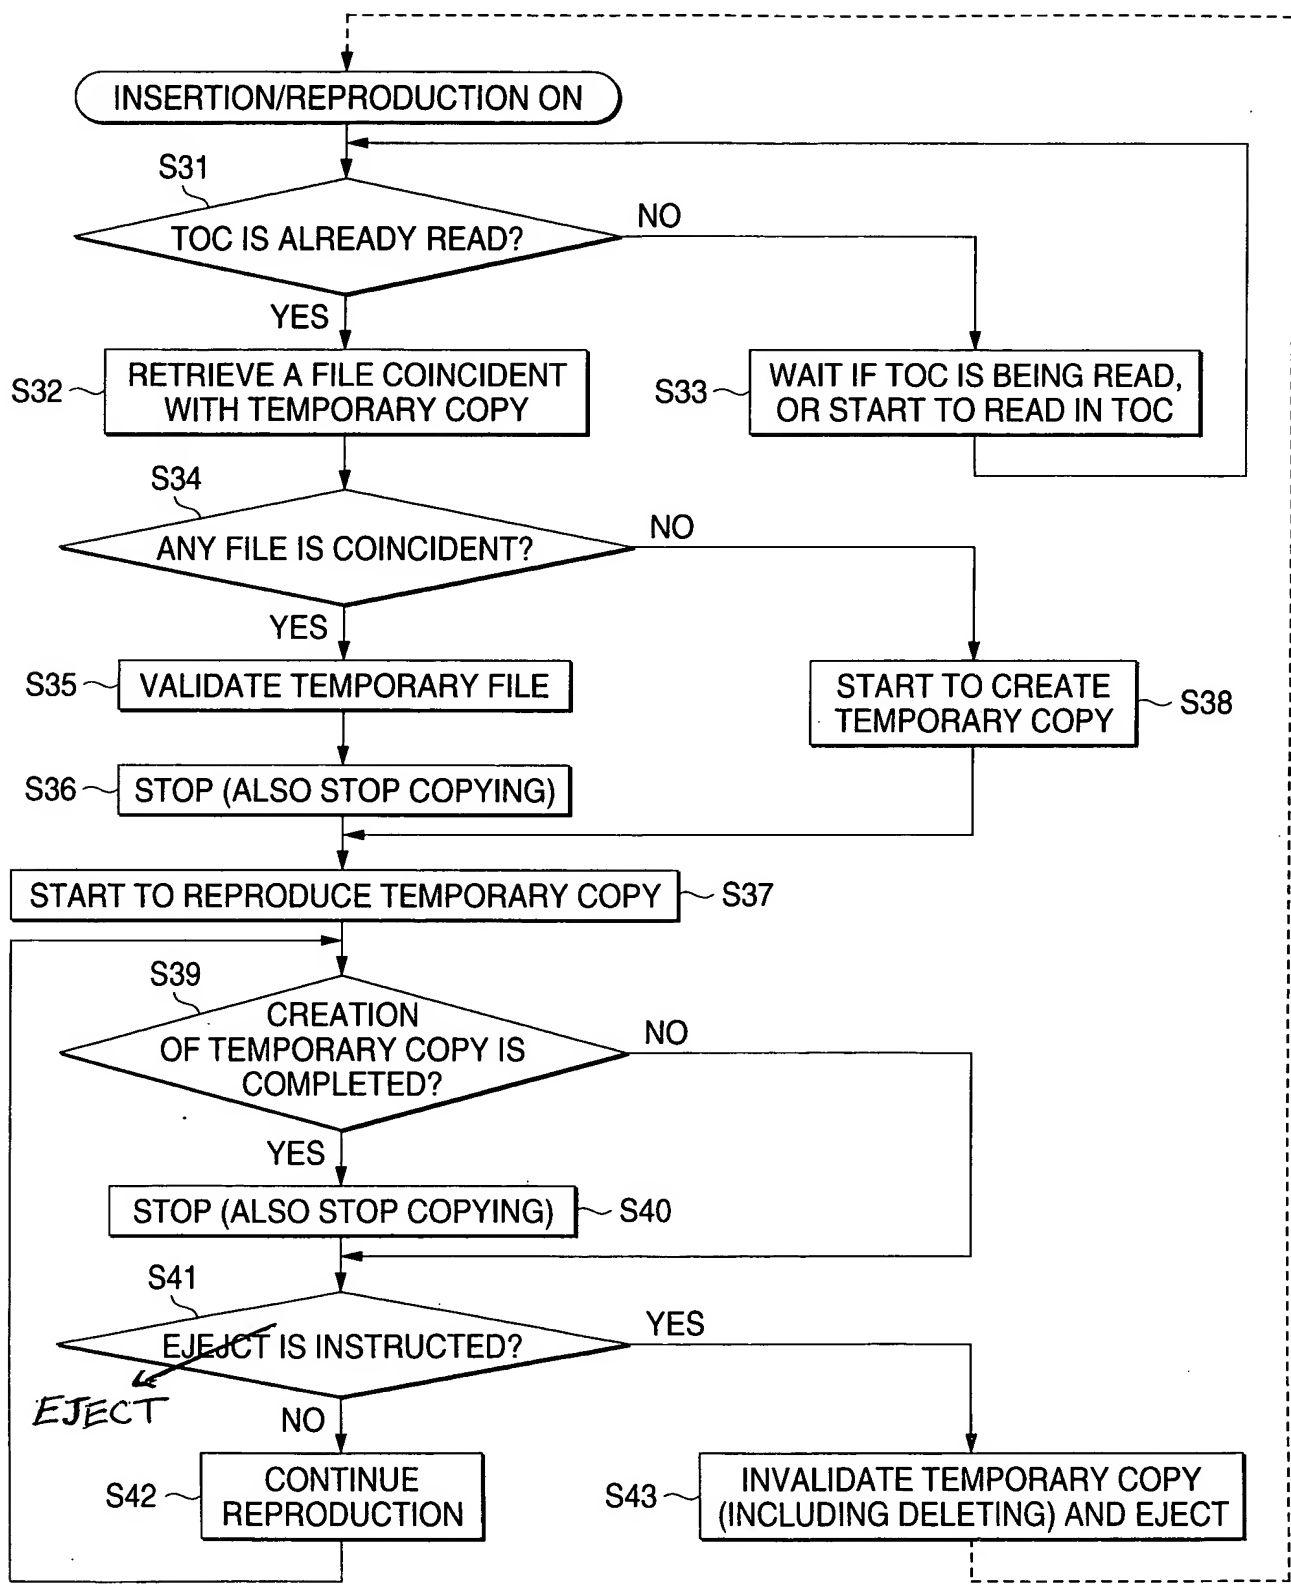 INSERTION/REPRODUCTION ON
S31
TOC IS ALREADY READ?
NO
YES
S32
RETRIEVE A FILE COINCIDENT
WITH TEMPORARY COPY
S33
WAIT IF TOC IS BEING READ,
OR START TO READ IN TOC
S34
ANY FILE IS COINCIDENT?
NO
YES
S35
VALIDATE TEMPORARY FILE
START TO CREATE
TEMPORARY COPY
S38
S36
STOP (ALSO STOP COPYING)
START TO REPRODUCE TEMPORARY COPY
S37
S39
CREATION
OF TEMPORARY COPY IS
COMPLETED?
NO
YES
STOP (ALSO STOP COPYING)
S40
S41
EJEJCT IS INSTRUCTED?
YES
EJECT
NO
S42
CONTINUE
REPRODUCTION
S43
INVALIDATE TEMPORARY COPY
(INCLUDING DELETING) AND EJECT